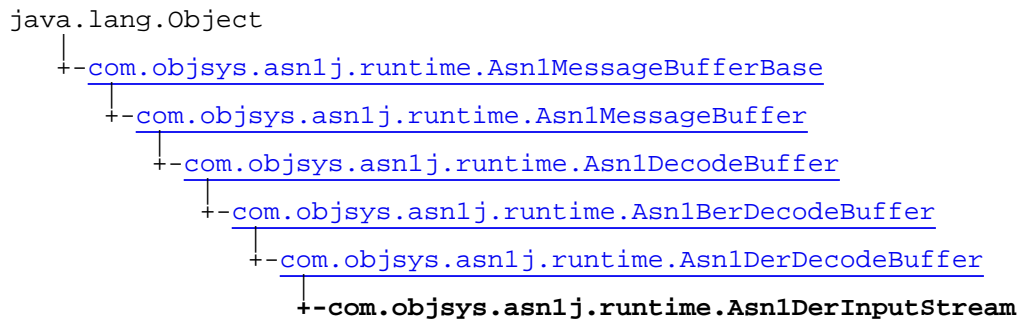 java.lang.Object
|
+-com.objsys.asn1j.runtime.Asn1MessageBufferBase
|
+-com.objsys.asn1j.runtime.Asn1MessageBuffer
|
+-com.objsys.asn1j.runtime.Asn1DecodeBuffer
|
+-com.objsys.asn1j.runtime.Asn1BerDecodeBuffer
|
+-com.objsys.asn1j.runtime.Asn1DerDecodeBuffer
|
+-com.objsys.asn1j.runtime.Asn1DerInputStream